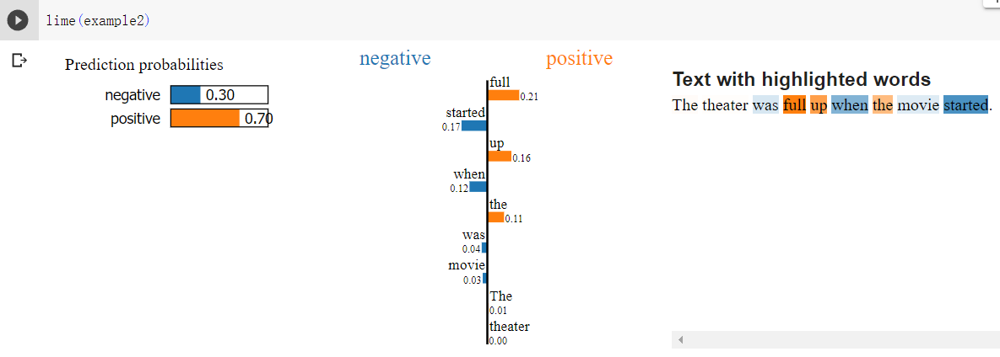 lime(example2)
Prediction probabilities
negative 0.30
positive 0.70
negative positive
full
0.21
started
0.17
up
0.16
when
0.12
the
0.11
was
0.04
movie
0.03
The
0.01
theater
0.00
Text with highlighted words
The theater was full up when the movie started.